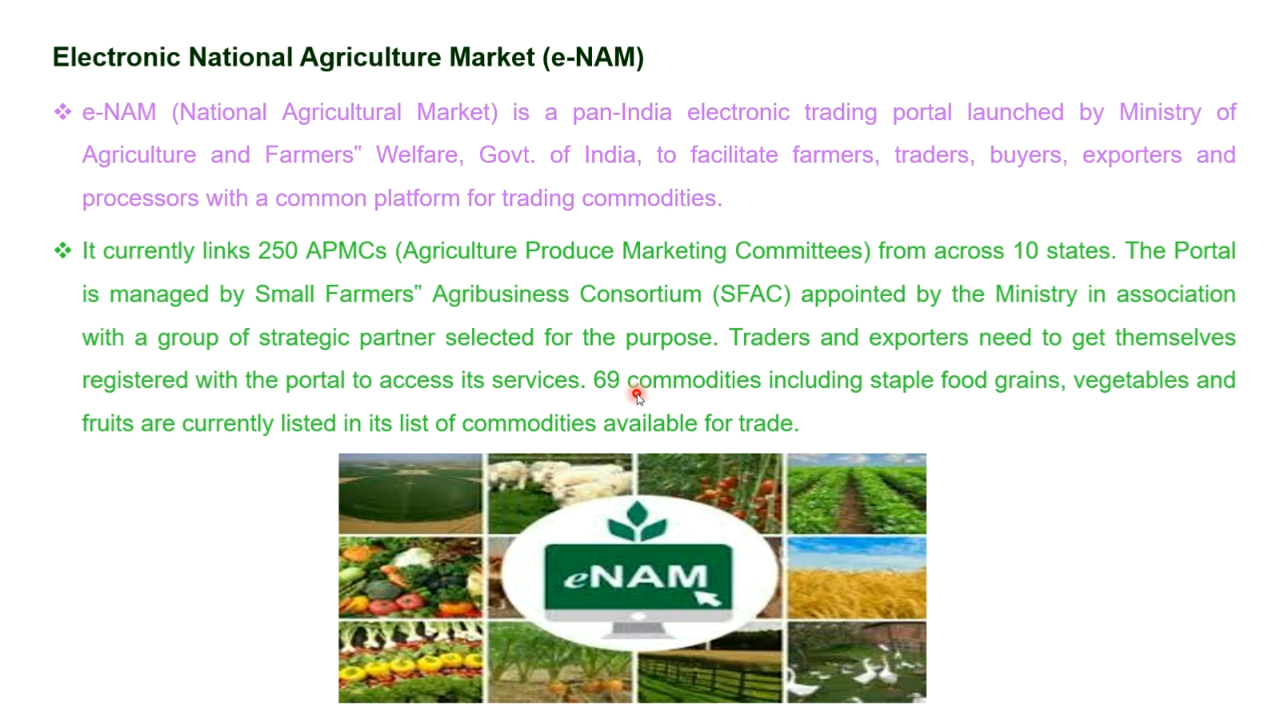 Electronic National Agriculture Market (e-NAM)
❖ e-NAM (National Agricultural Market) is a pan-India electronic trading portal launched by Ministry of
Agriculture and Farmers‟ Welfare, Govt. of India, to facilitate farmers, traders, buyers, exporters and
processors with a common platform for trading commodities.
❖ It currently links 250 APMCs (Agriculture Produce Marketing Committees) from across 10 states. The Portal
is managed by Small Farmers‟ Agribusiness Consortium (SFAC) appointed by the Ministry in association
with a group of strategic partner selected for the purpose. Traders and exporters need to get themselves
registered with the portal to access its services. 69 commodities including staple food grains, vegetables and
fruits are currently listed in its list of commodities available for trade.
eNAM